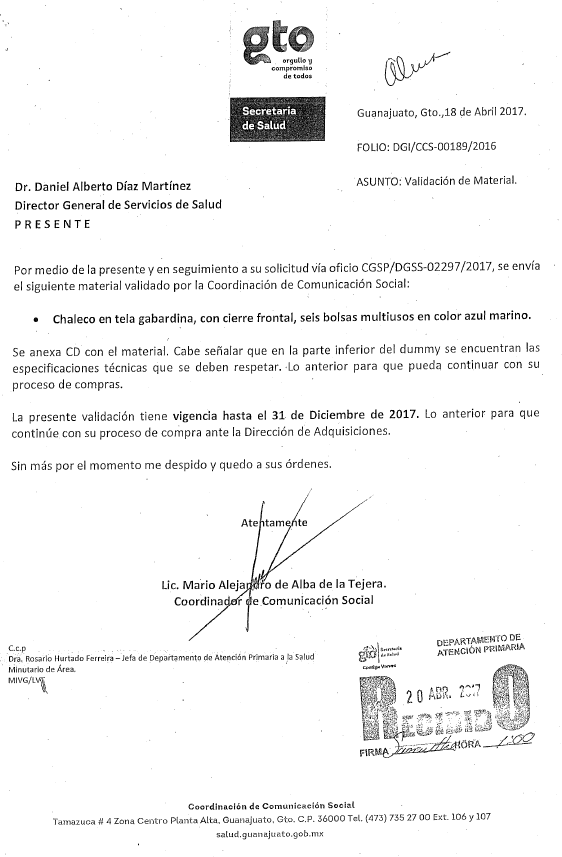 gto
orgullo y
compromiso
de todos
Secretaría
de Salud
Guanajuato, Gto.,18 de Abril 2017.
FOLIO: DGI/CCS-00189/2016
ASUNTO: Validación de Material.
Dr. Daniel Alberto Díaz Martínez
Director General de Servicios de Salud
P R E S E N T E
Por medio de la presente y en seguimiento a su solicitud vía oficio CGSP/DGSS-02297/2017, se envía
el siguiente material validado por la Coordinación de Comunicación Social:
• Chaleco en tela gabardina, con cierre frontal, seis bolsas multiusos en color azul marino.
Se anexa CD con el material. Cabe señalar que en la parte inferior del dummy se encuentran las
especificaciones técnicas que se deben respetar. Lo anterior para que pueda continuar con su
proceso de compras.
La presente validación tiene vigencia hasta el 31 de Diciembre de 2017. Lo anterior para que
continúe con su proceso de compra ante la Dirección de Adquisiciones.
Sin más por el momento me despido y quedo a sus órdenes.
Atentamente
Lic. Mario Alejandro de Alba de la Tejera.
Coordinador de Comunicación Social
C.c.p
Dra. Rosario Hurtado Ferreira – Jefa de Departamento de Atención Primaria a la Salud
Minutario de Área.
MIVG/LVF
gto Secretaría
de Salud
Contigo Vamos
DEPARTAMENTO DE
ATENCIÓN PRIMARIA
20 ABR. 2017
RECIBIDO
FIRMA HORA 1:00
Coordinación de Comunicación Social
Tamazuca # 4 Zona Centro Planta Alta, Guanajuato, Gto. C.P. 36000 Tel. (473) 735 27 00 Ext. 106 y 107
salud.guanajuato.gob.mx